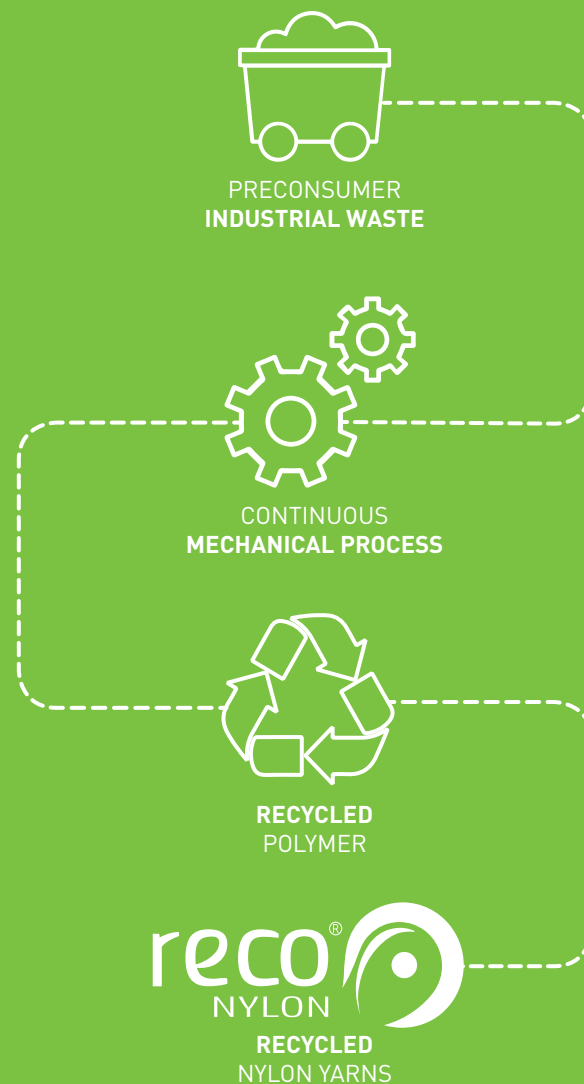 PRECONSUMER
INDUSTRIAL WASTE
CONTINUOUS
MECHANICAL PROCESS
RECYCLED
POLYMER
reco®
NYLON
RECYCLED
NYLON YARNS